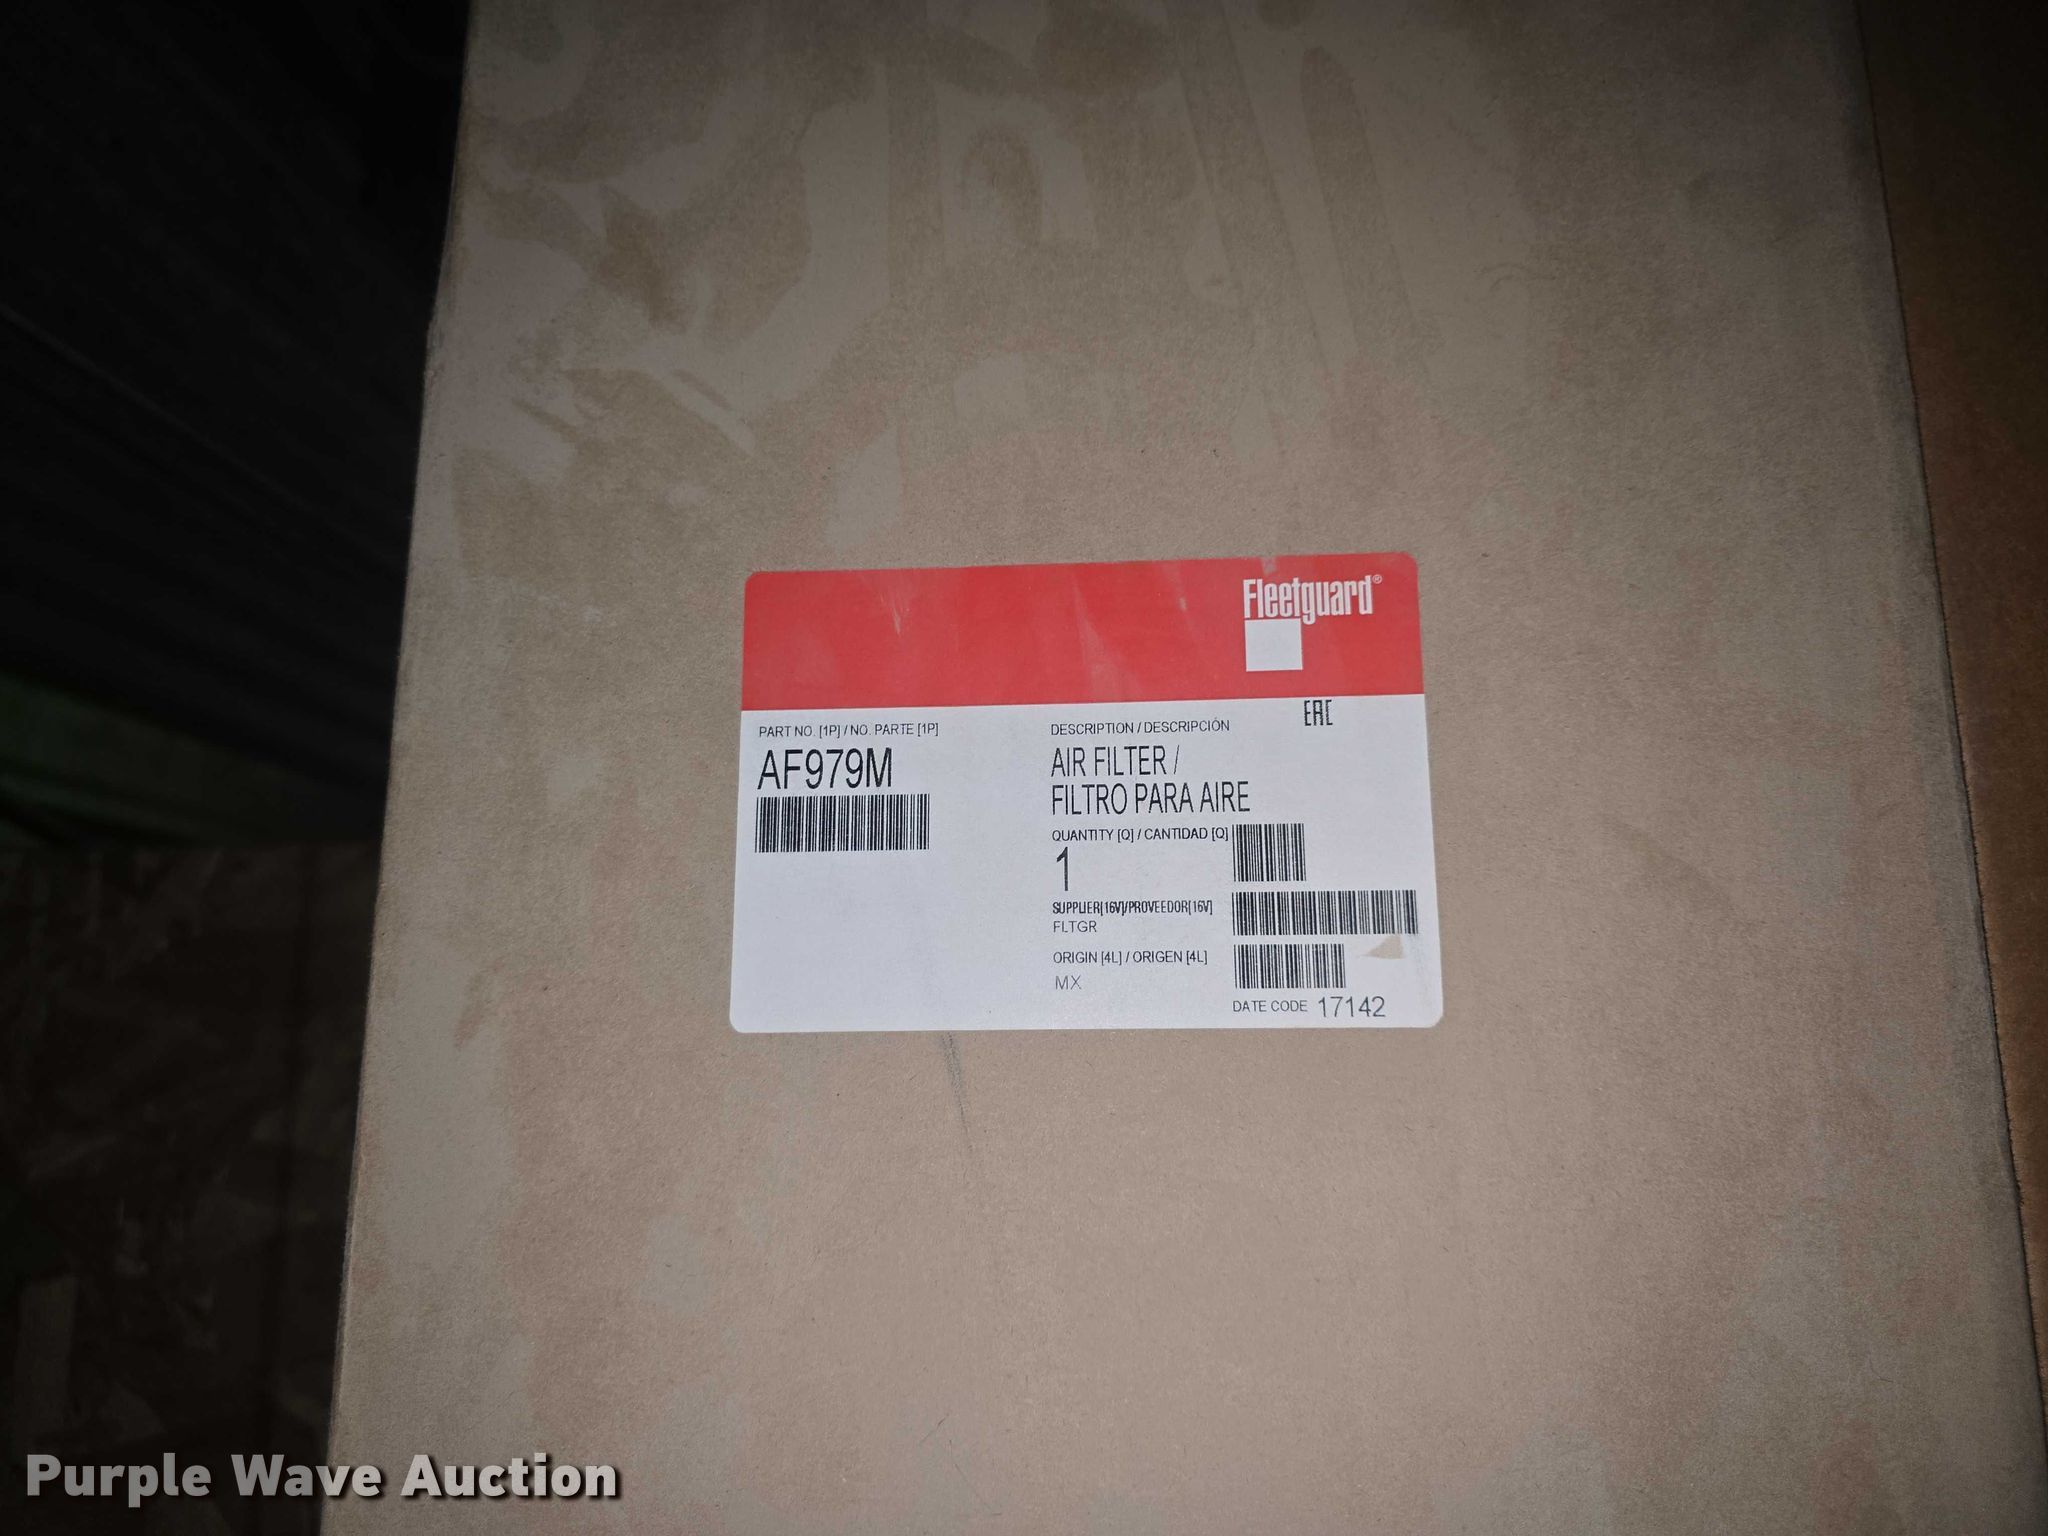 Fleetguard®
EAC
PART NO. [1P] / NO. PARTE [1P]
AF979M
DESCRIPTION / DESCRIPCIÓN
AIR FILTER /
FILTRO PARA AIRE
QUANTITY [Q] / CANTIDAD [Q]
1
SUPPLIER[16V]/PROVEEDOR[16V]
FLTGR
ORIGIN [4L] / ORIGEN [4L]
MX
DATE CODE 17142
Purple Wave Auction